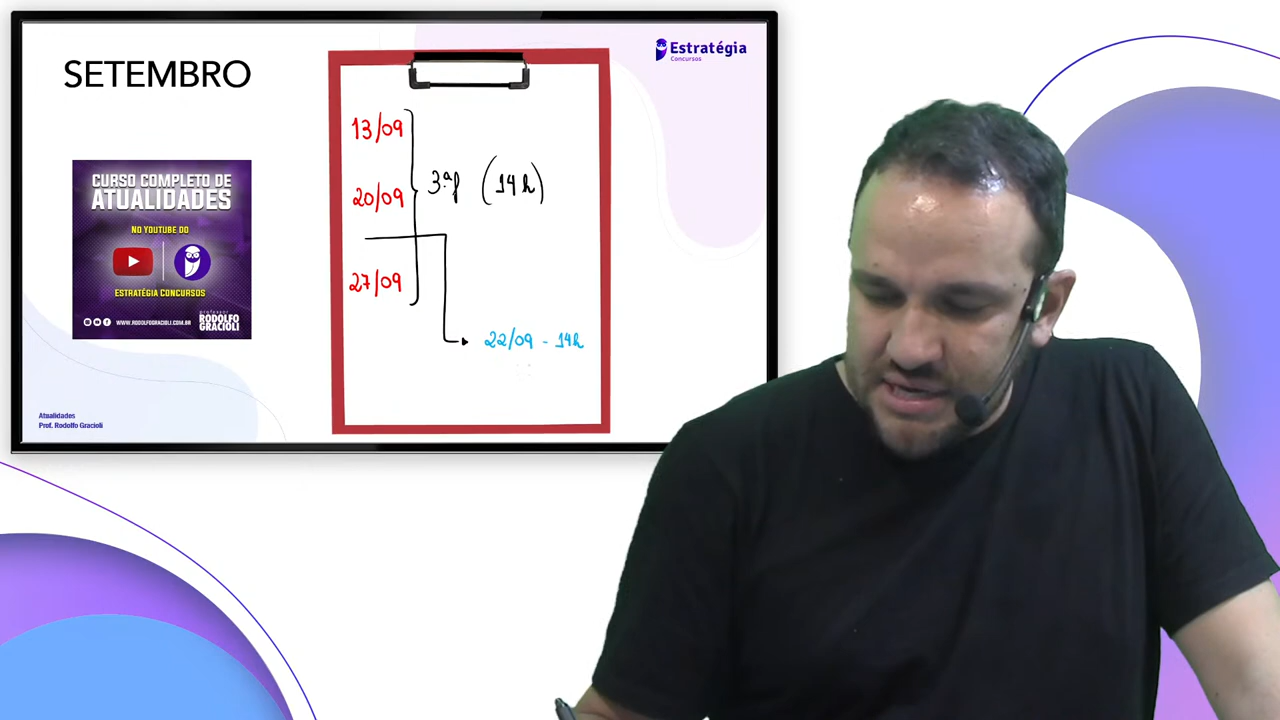 SETEMBRO
Estratégia
Concursos
13/09
20/09
3ªf (14h)
27/09
22/09 - 14h
CURSO COMPLETO DE
ATUALIDADES
NO YOUTUBE DO
ESTRATÉGIA CONCURSOS
WWW.RODOLFOGRACIOLI.COM.BR
professor
RODOLFO
GRACIOLI
Atualidades
Prof. Rodolfo Gracioli